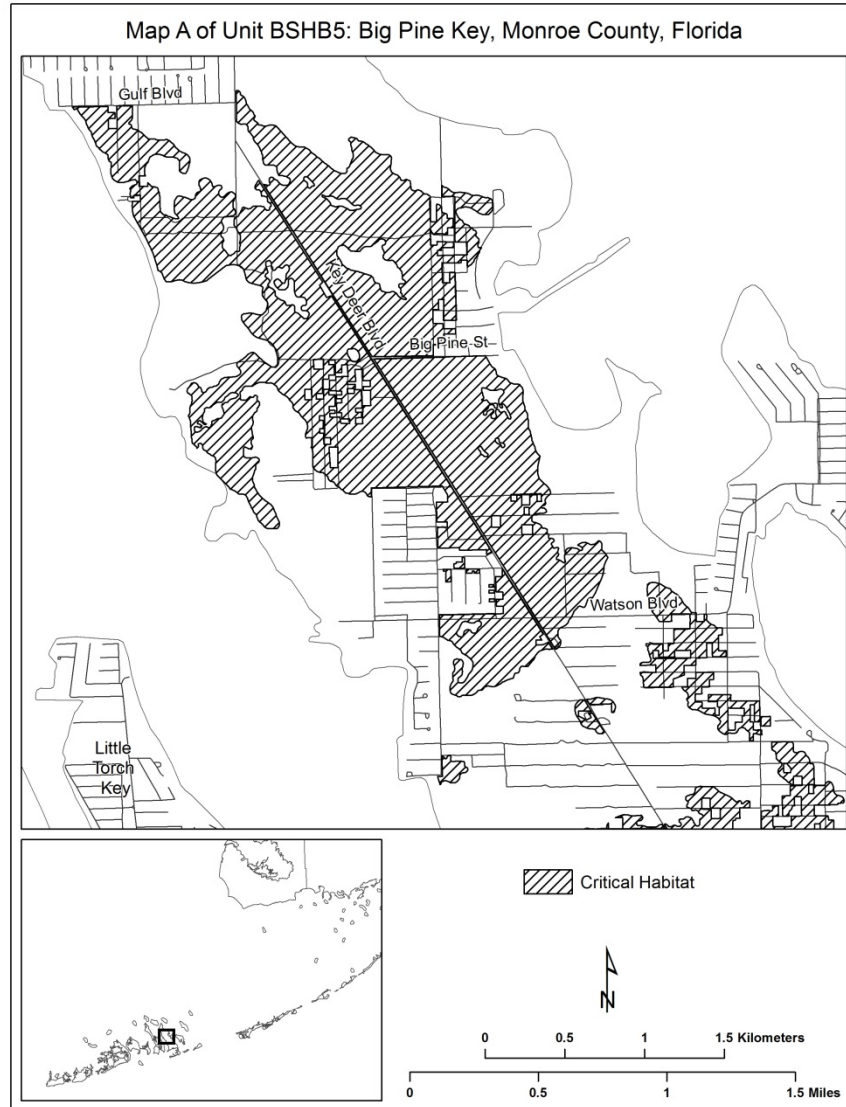 Map A of Unit BSHB5: Big Pine Key, Monroe County, Florida
Gulf Blvd
Key Deer Blvd
Big Pine St
Watson Blvd
Little
Torch
Key
Critical Habitat
N
0 0.5 1 1.5 Kilometers
0 0.5 1 1.5 Miles